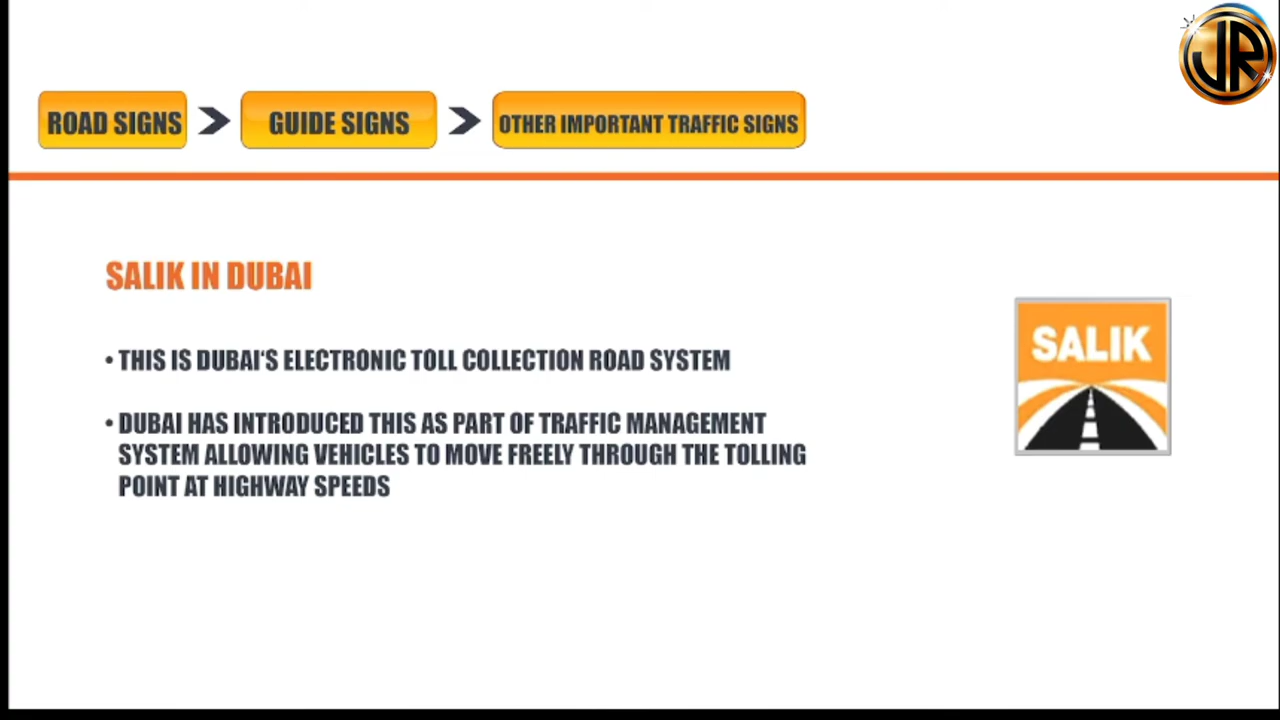 JR
ROAD SIGNS
GUIDE SIGNS
OTHER IMPORTANT TRAFFIC SIGNS
SALIK IN DUBAI
• THIS IS DUBAI‘S ELECTRONIC TOLL COLLECTION ROAD SYSTEM
• DUBAI HAS INTRODUCED THIS AS PART OF TRAFFIC MANAGEMENT
SYSTEM ALLOWING VEHICLES TO MOVE FREELY THROUGH THE TOLLING
POINT AT HIGHWAY SPEEDS
SALIK